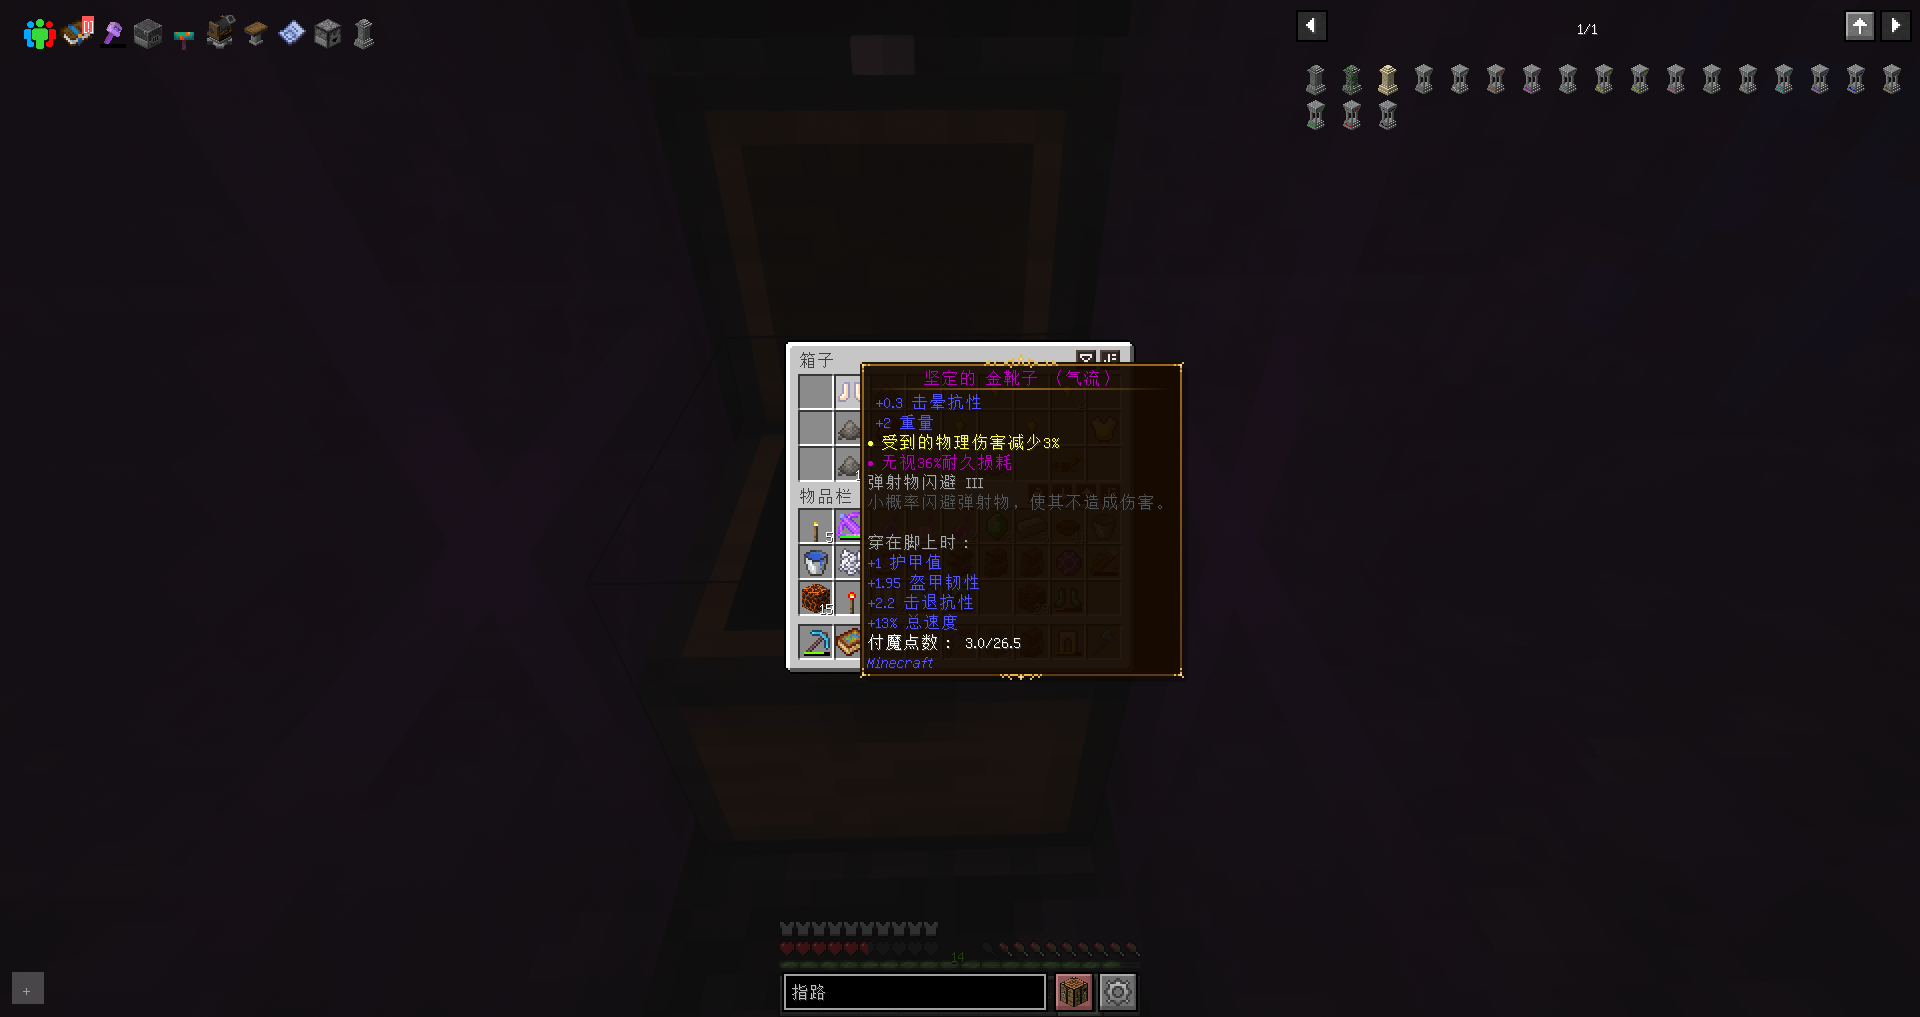 1/1
箱子
坚定的 金靴子 （气流）
+0.3 击晕抗性
+2 重量
• 受到的物理伤害减少3%
• 无视36%耐久损耗
弹射物闪避 III
小概率闪避弹射物，使其不造成伤害。
物品栏
5
穿在脚上时：
+1 护甲值
+1.95 盔甲韧性
+2.2 击退抗性
15
+13% 总速度
付魔点数： 3.0/26.5
Minecraft
14
指路
+